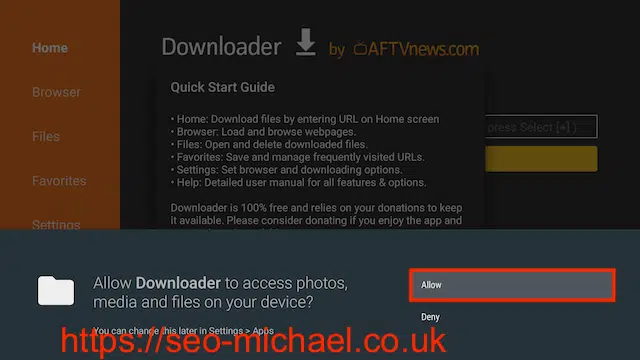 Home
Browser
Files
Favorites
Settings
Downloader by AFTVnews.com
Quick Start Guide
• Home: Download files by entering URL on Home screen
• Browser: Load and browse webpages.
• Files: Open and delete downloaded files.
• Favorites: Save and manage frequently visited URLs.
• Settings: Set browser and downloading options.
• Help: Detailed user manual for all features & options.
Downloader is 100% free and relies on your donations to keep
it available. Please consider donating if you enjoy the app and
press Select
Allow Downloader to access photos,
media and files on your device?
You can change this later in Settings > Apps
Allow
Deny
https://seo-michael.co.uk